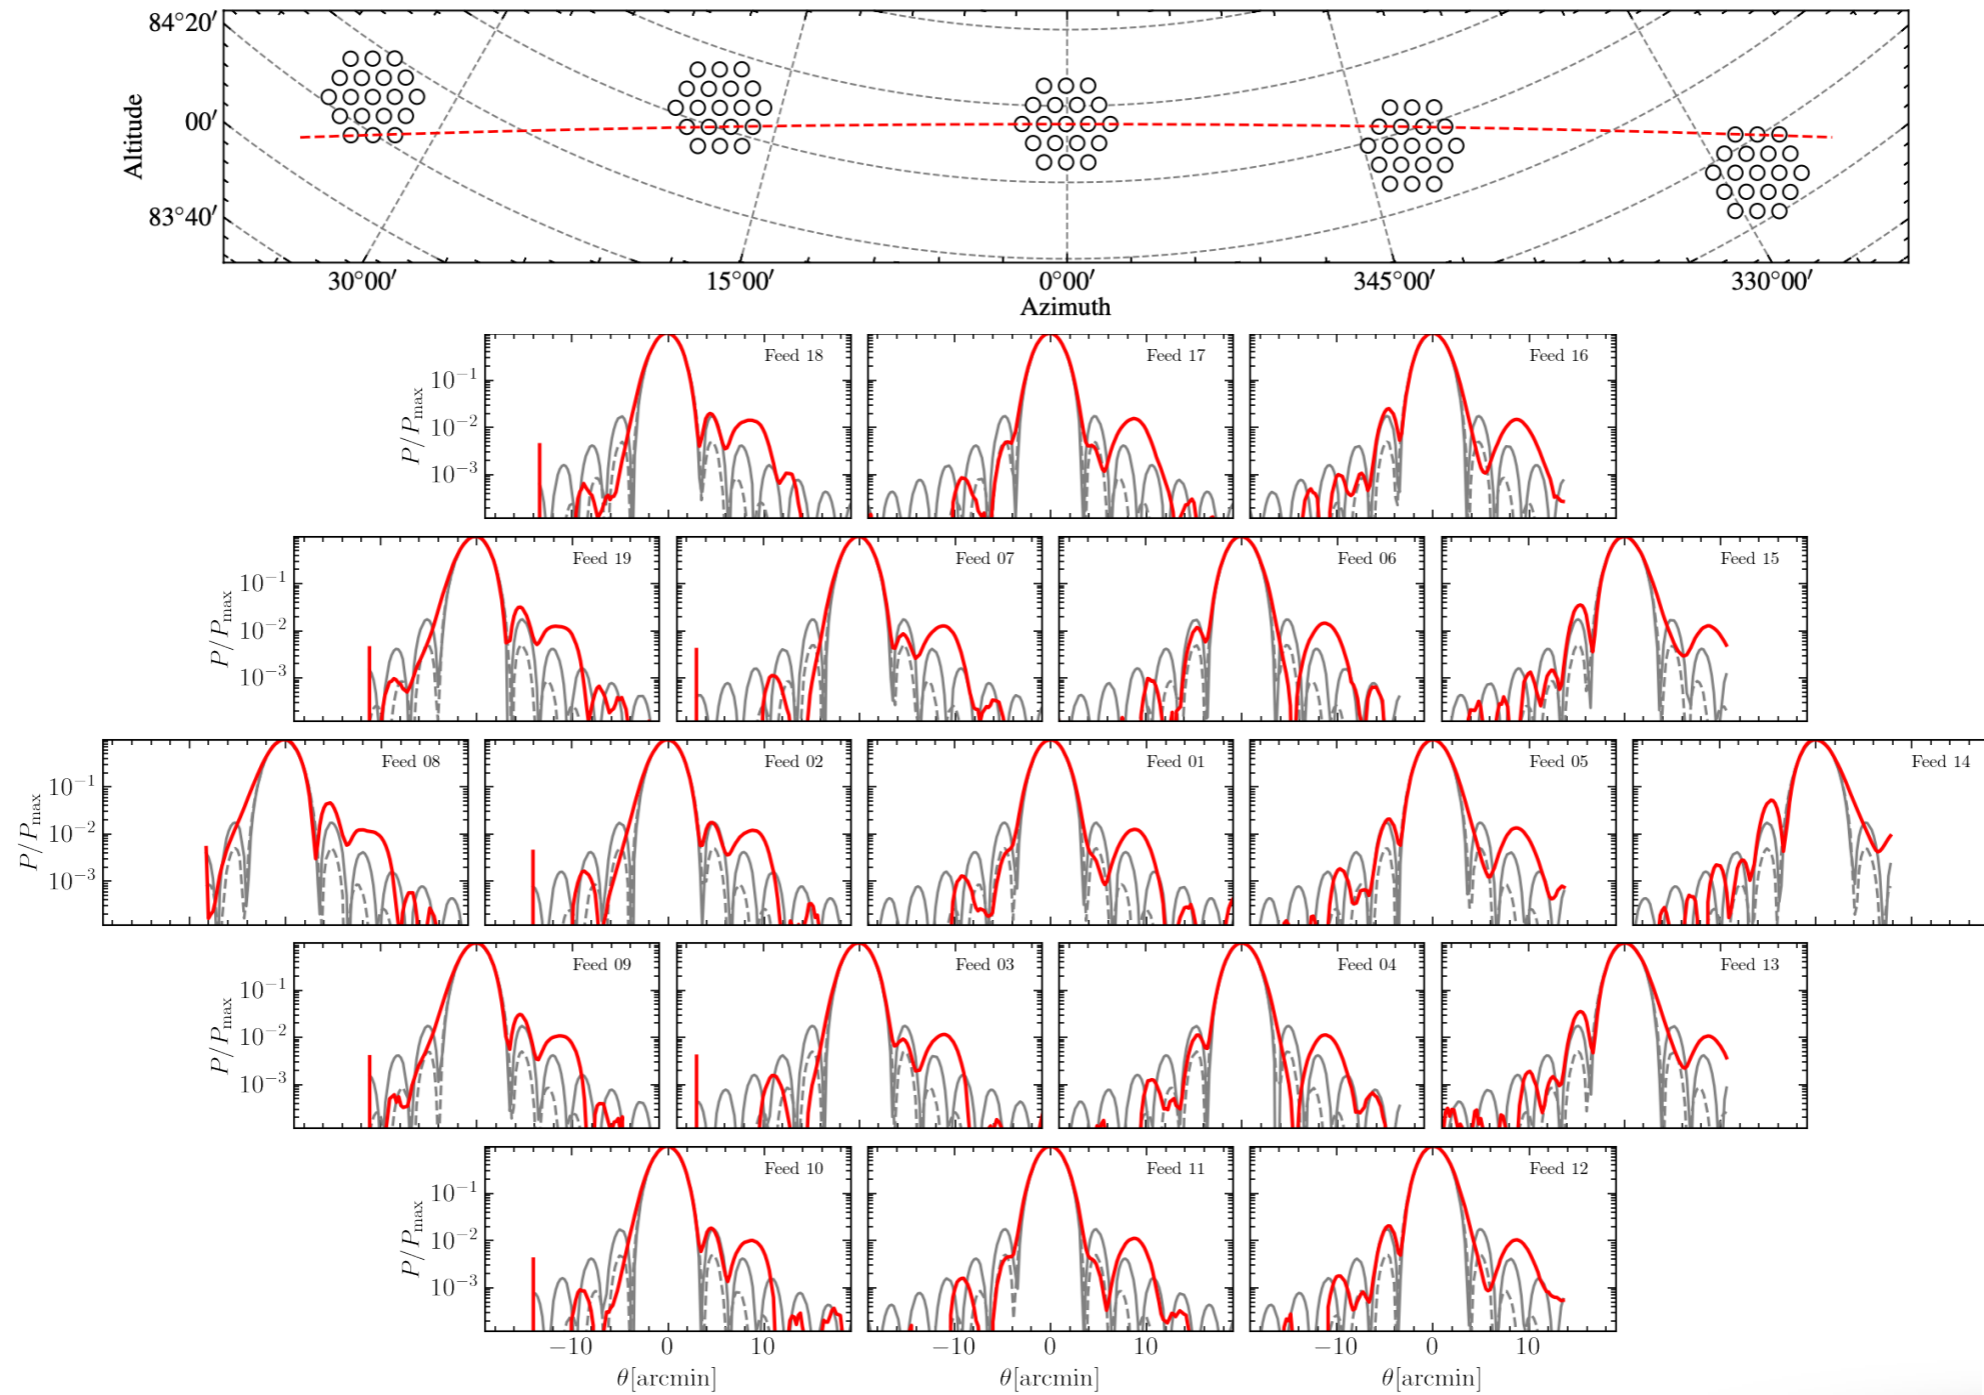 84°20′
00′
83°40′
Altitude
30°00′ 15°00′ 0°00′ 345°00′ 330°00′
Azimuth
Feed 18 Feed 17 Feed 16
10⁻¹
10⁻²
10⁻³
P/Pmax
Feed 19 Feed 07 Feed 06 Feed 15
10⁻¹
10⁻²
10⁻³
P/Pmax
Feed 08 Feed 02 Feed 01 Feed 05 Feed 14
10⁻¹
10⁻²
10⁻³
P/Pmax
Feed 09 Feed 03 Feed 04 Feed 13
10⁻¹
10⁻²
10⁻³
P/Pmax
Feed 10 Feed 11 Feed 12
10⁻¹
10⁻²
10⁻³
P/Pmax
−10 0 10 −10 0 10 −10 0 10
θ[arcmin] θ[arcmin] θ[arcmin]